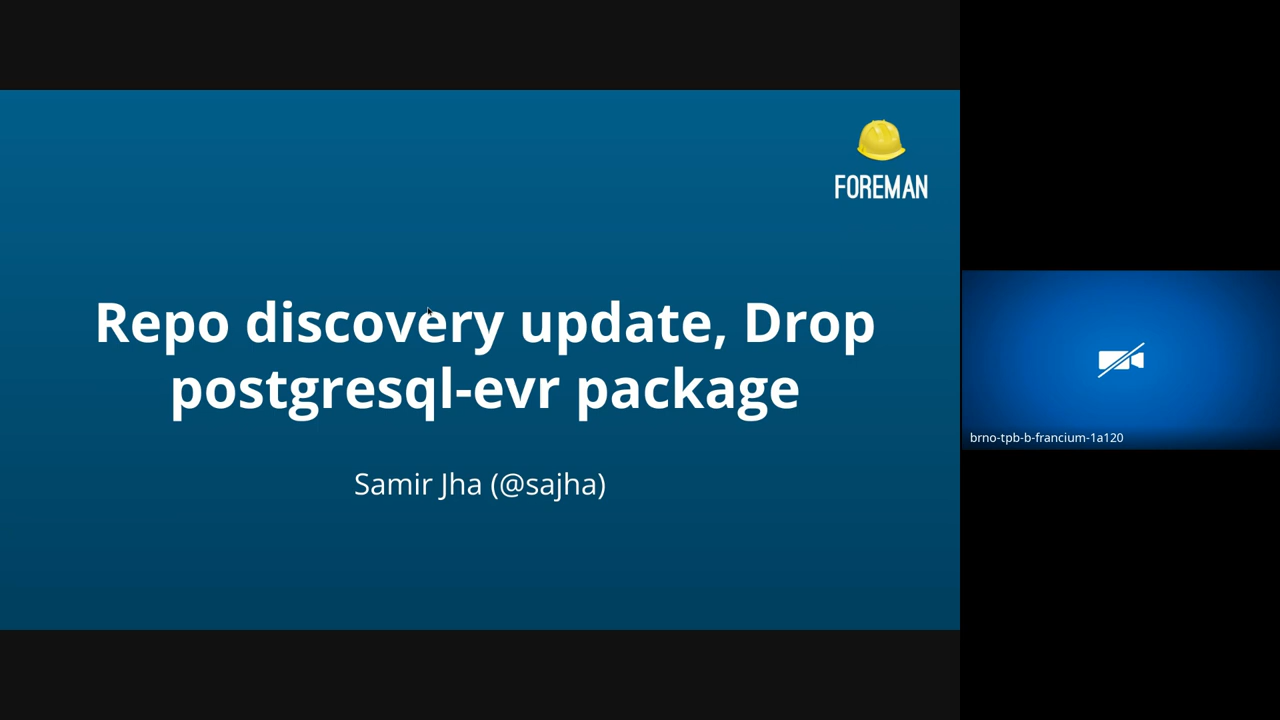 FOREMAN
Repo discovery update, Drop
postgresql-evr package
Samir Jha (@sajha)
brno-tpb-b-francium-1a120